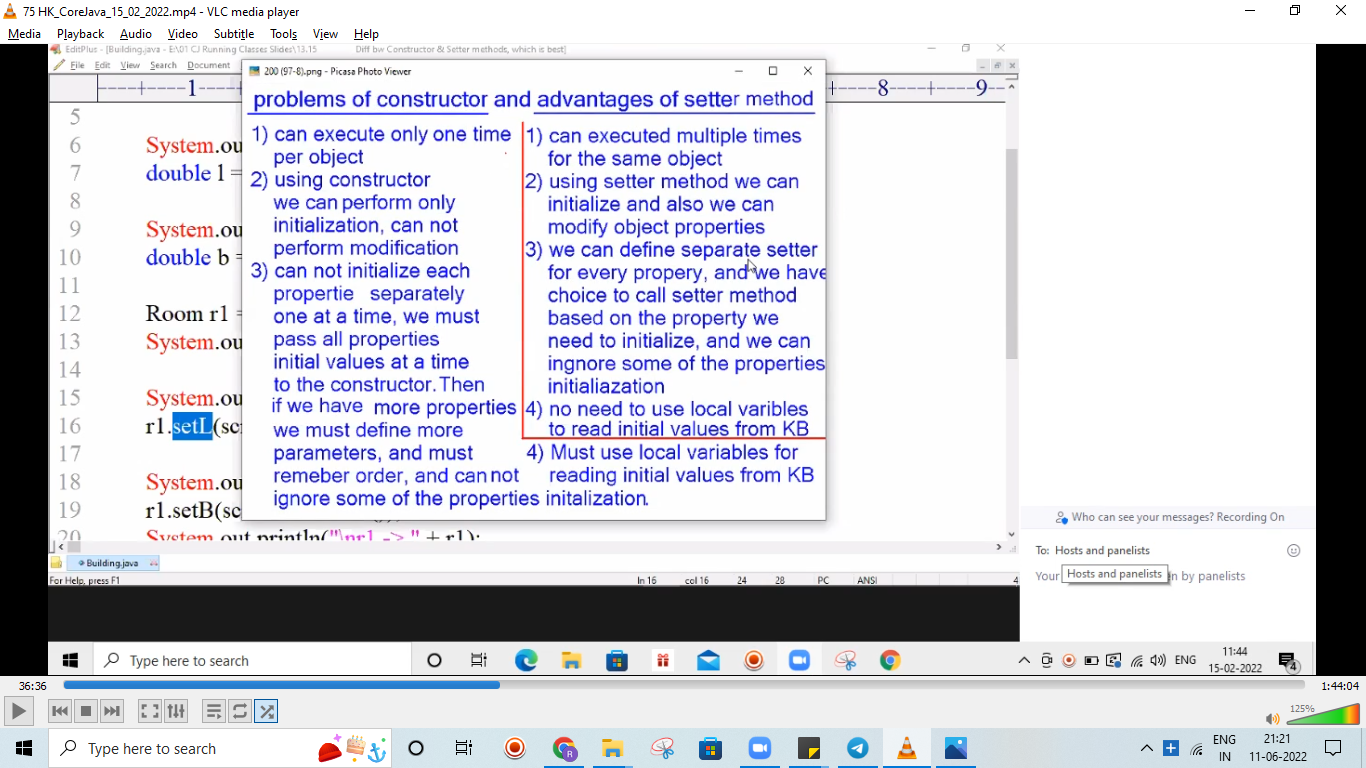 75 HK_CoreJava_15_02_2022.mp4 - VLC media player
Media Playback Audio Video Subtitle Tools View Help
EditPlus - [Building.java - E:\01 CJ Running Classes Slides\13.15 Diff bw Constructor & Setter methods, which is best]
File Edit View Search Document
200 (97-8).png - Picasa Photo Viewer
----+----1---- +----8----+----9--
problems of constructor and advantages of setter method
1) can execute only one time
per object
2) using constructor
we can perform only
initialization, can not
perform modification
3) can not initialize each
propertie separately
one at a time, we must
pass all properties
initial values at a time
to the constructor. Then
if we have more properties
we must define more
parameters, and must
remeber order, and can not
ignore some of the properties initalization.
1) can executed multiple times
for the same object
2) using setter method we can
initialize and also we can
modify object properties
3) we can define separate setter
for every propery, and we have
choice to call setter method
based on the property we
need to initialize, and we can
ingnore some of the properties
initialiazation
4) no need to use local varibles
to read initial values from KB
4) Must use local variables for
reading initial values from KB
5
6 System.ou
7 double l =
8
9 System.ou
10 double b =
11
12 Room r1 =
13 System.ou
14
15 System.ou
16 r1.setL(sc
17
18 System.ou
19 r1.setB(sc
20 System.out.println("\nr1 -> " + r1);
Building.java
For Help, press F1 ln 16 col 16 24 28 PC ANSI 4
Who can see your messages? Recording On
To: Hosts and panelists
Your Hosts and panelists n by panelists
Type here to search
ENG
11:44
15-02-2022
4
36:36 1:44:04
125%
Type here to search
ENG
IN
21:21
11-06-2022